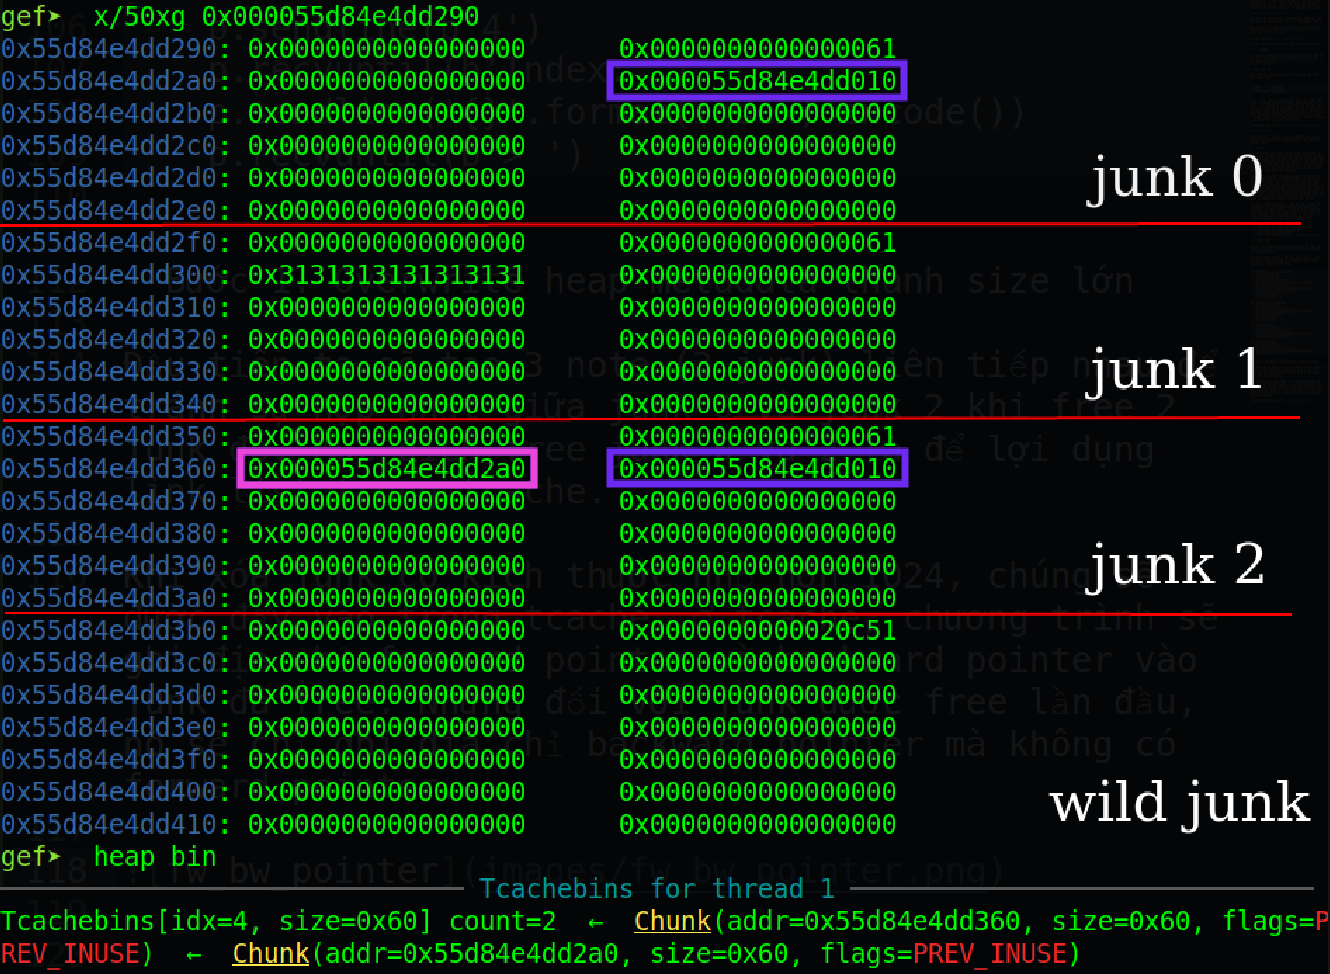 gef➤  x/50xg 0x000055d84e4dd290
0x55d84e4dd290: 0x0000000000000000 0x0000000000000061
0x55d84e4dd2a0: 0x0000000000000000 0x000055d84e4dd010
0x55d84e4dd2b0: 0x0000000000000000 0x0000000000000000
0x55d84e4dd2c0: 0x0000000000000000 0x0000000000000000
0x55d84e4dd2d0: 0x0000000000000000 0x0000000000000000
junk 0
0x55d84e4dd2e0: 0x0000000000000000 0x0000000000000000
0x55d84e4dd2f0: 0x0000000000000000 0x0000000000000061
0x55d84e4dd300: 0x3131313131313131 0x0000000000000000
0x55d84e4dd310: 0x0000000000000000 0x0000000000000000
0x55d84e4dd320: 0x0000000000000000 0x0000000000000000
0x55d84e4dd330: 0x0000000000000000 0x0000000000000000
junk 1
0x55d84e4dd340: 0x0000000000000000 0x0000000000000000
0x55d84e4dd350: 0x0000000000000000 0x0000000000000061
0x55d84e4dd360: 0x000055d84e4dd2a0 0x000055d84e4dd010
0x55d84e4dd370: 0x0000000000000000 0x0000000000000000
0x55d84e4dd380: 0x0000000000000000 0x0000000000000000
0x55d84e4dd390: 0x0000000000000000 0x0000000000000000
junk 2
0x55d84e4dd3a0: 0x0000000000000000 0x0000000000000000
0x55d84e4dd3b0: 0x0000000000000000 0x0000000000020c51
0x55d84e4dd3c0: 0x0000000000000000 0x0000000000000000
0x55d84e4dd3d0: 0x0000000000000000 0x0000000000000000
0x55d84e4dd3e0: 0x0000000000000000 0x0000000000000000
0x55d84e4dd3f0: 0x0000000000000000 0x0000000000000000
0x55d84e4dd400: 0x0000000000000000 0x0000000000000000
wild junk
0x55d84e4dd410: 0x0000000000000000 0x0000000000000000
gef➤  heap bin
Tcachebins for thread 1
Tcachebins[idx=4, size=0x60] count=2  ←  Chunk(addr=0x55d84e4dd360, size=0x60, flags=P
REV_INUSE)  ←  Chunk(addr=0x55d84e4dd2a0, size=0x60, flags=PREV_INUSE)